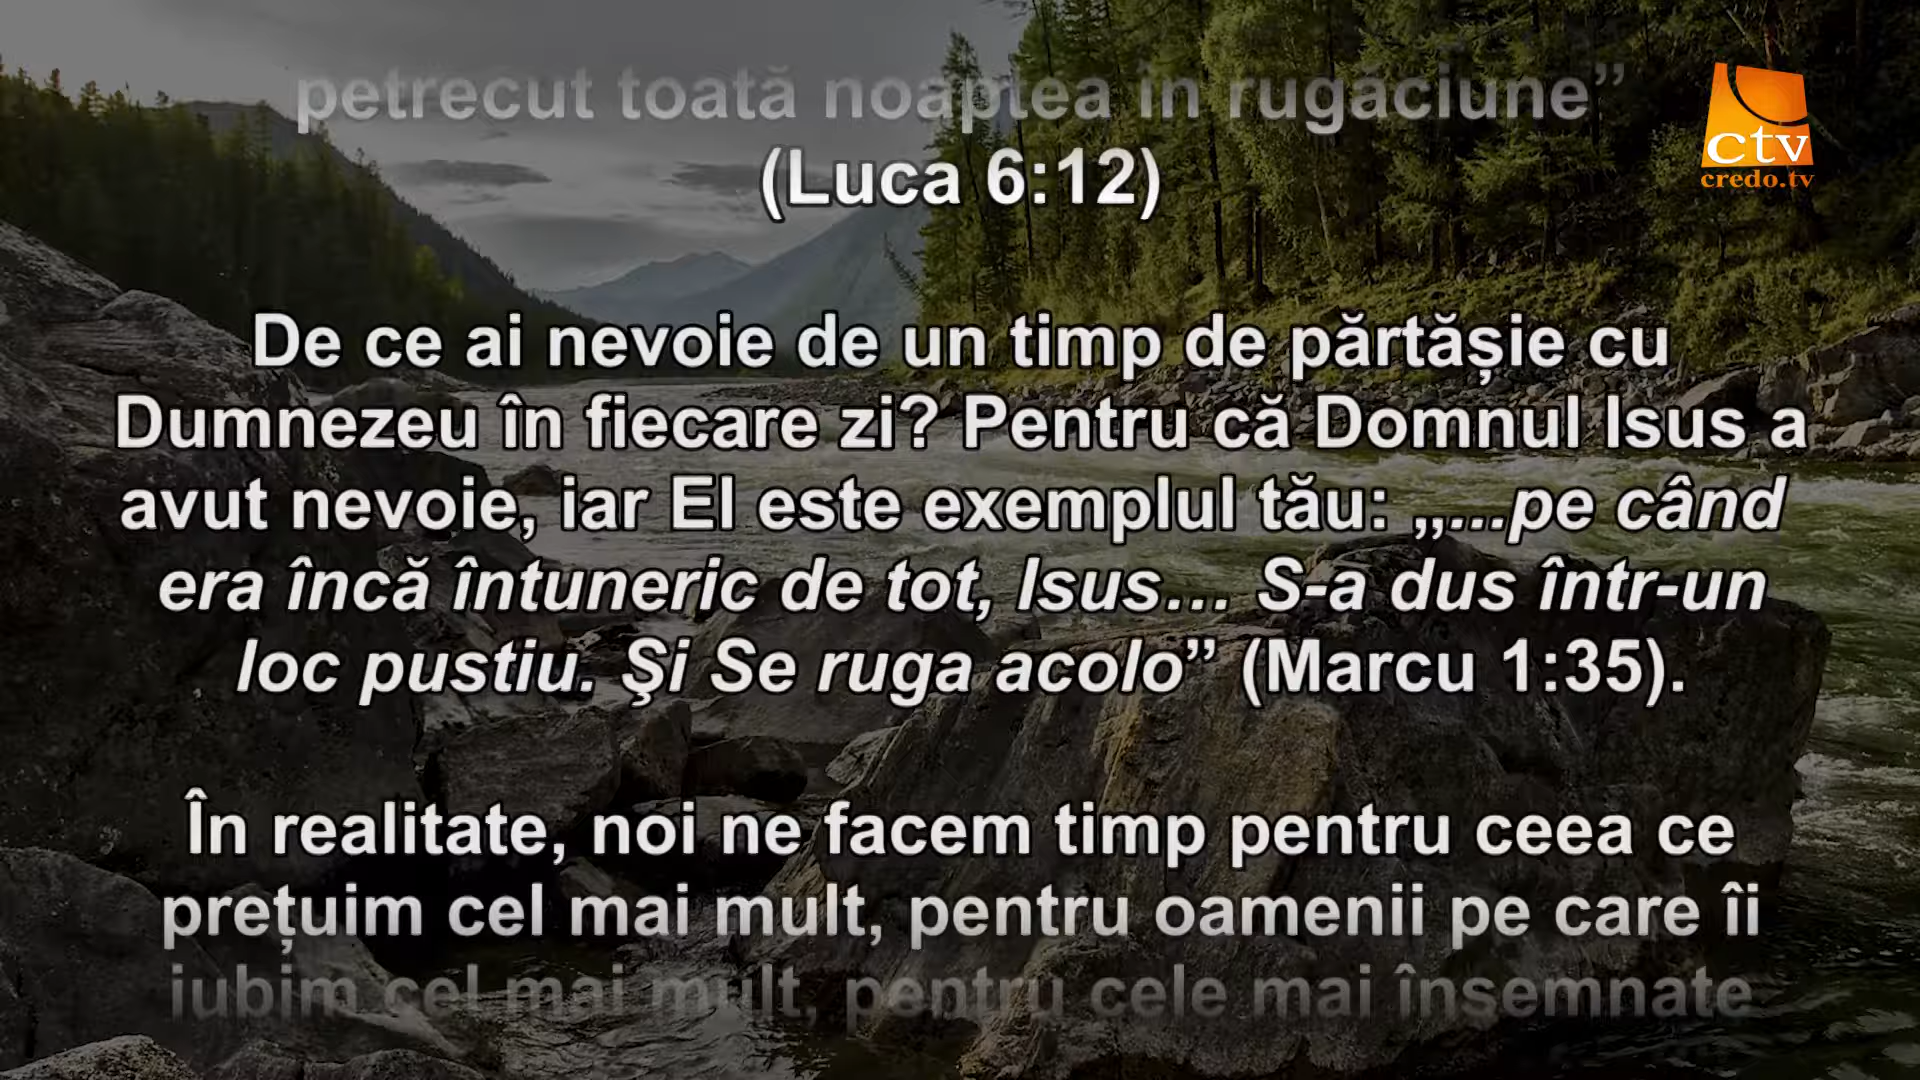 petrecut toată noaptea în rugăciune”
(Luca 6:12)
ctv
credo.tv
De ce ai nevoie de un timp de părtășie cu
Dumnezeu în fiecare zi? Pentru că Domnul Isus a
avut nevoie, iar El este exemplul tău: „...pe când
era încă întuneric de tot, Isus… S-a dus într-un
loc pustiu. Şi Se ruga acolo” (Marcu 1:35).
În realitate, noi ne facem timp pentru ceea ce
prețuim cel mai mult, pentru oamenii pe care îi
iubim cel mai mult, pentru cele mai însemnate